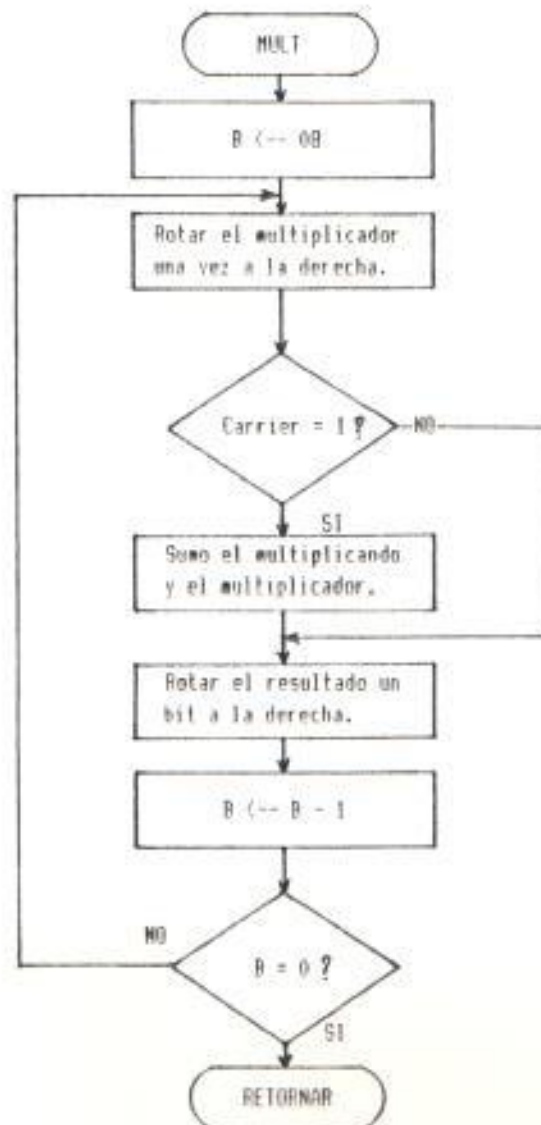 MULT
B <-- 0B
Rotar el multiplicador
una vez a la derecha.
Carrier = 1 ?
NO
SI
Sumo el multiplicando
y el multiplicador.
Rotar el resultado un
bit a la derecha.
B <-- B - 1
NO
B = 0 ?
SI
RETORNAR